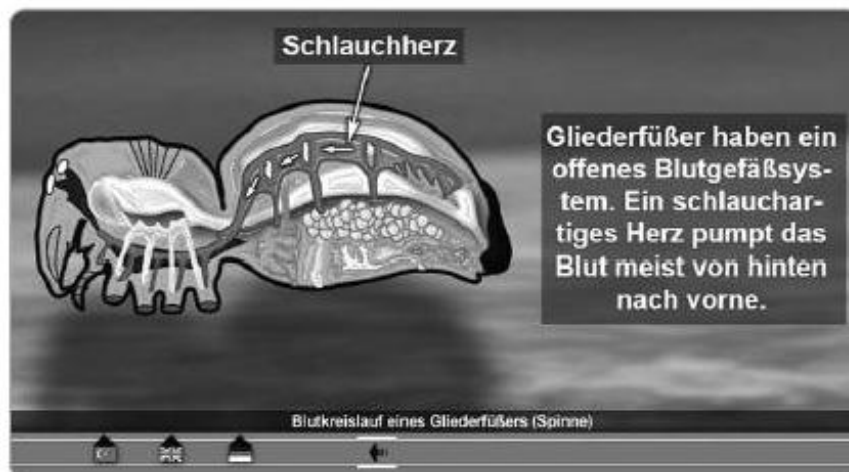 Schlauchherz
Gliederfüßer haben ein
offenes Blutgefäßsys-
tem. Ein schlauchar-
tiges Herz pumpt das
Blut meist von hinten
nach vorne.
Blutkreislauf eines Gliederfüßers (Spinne)